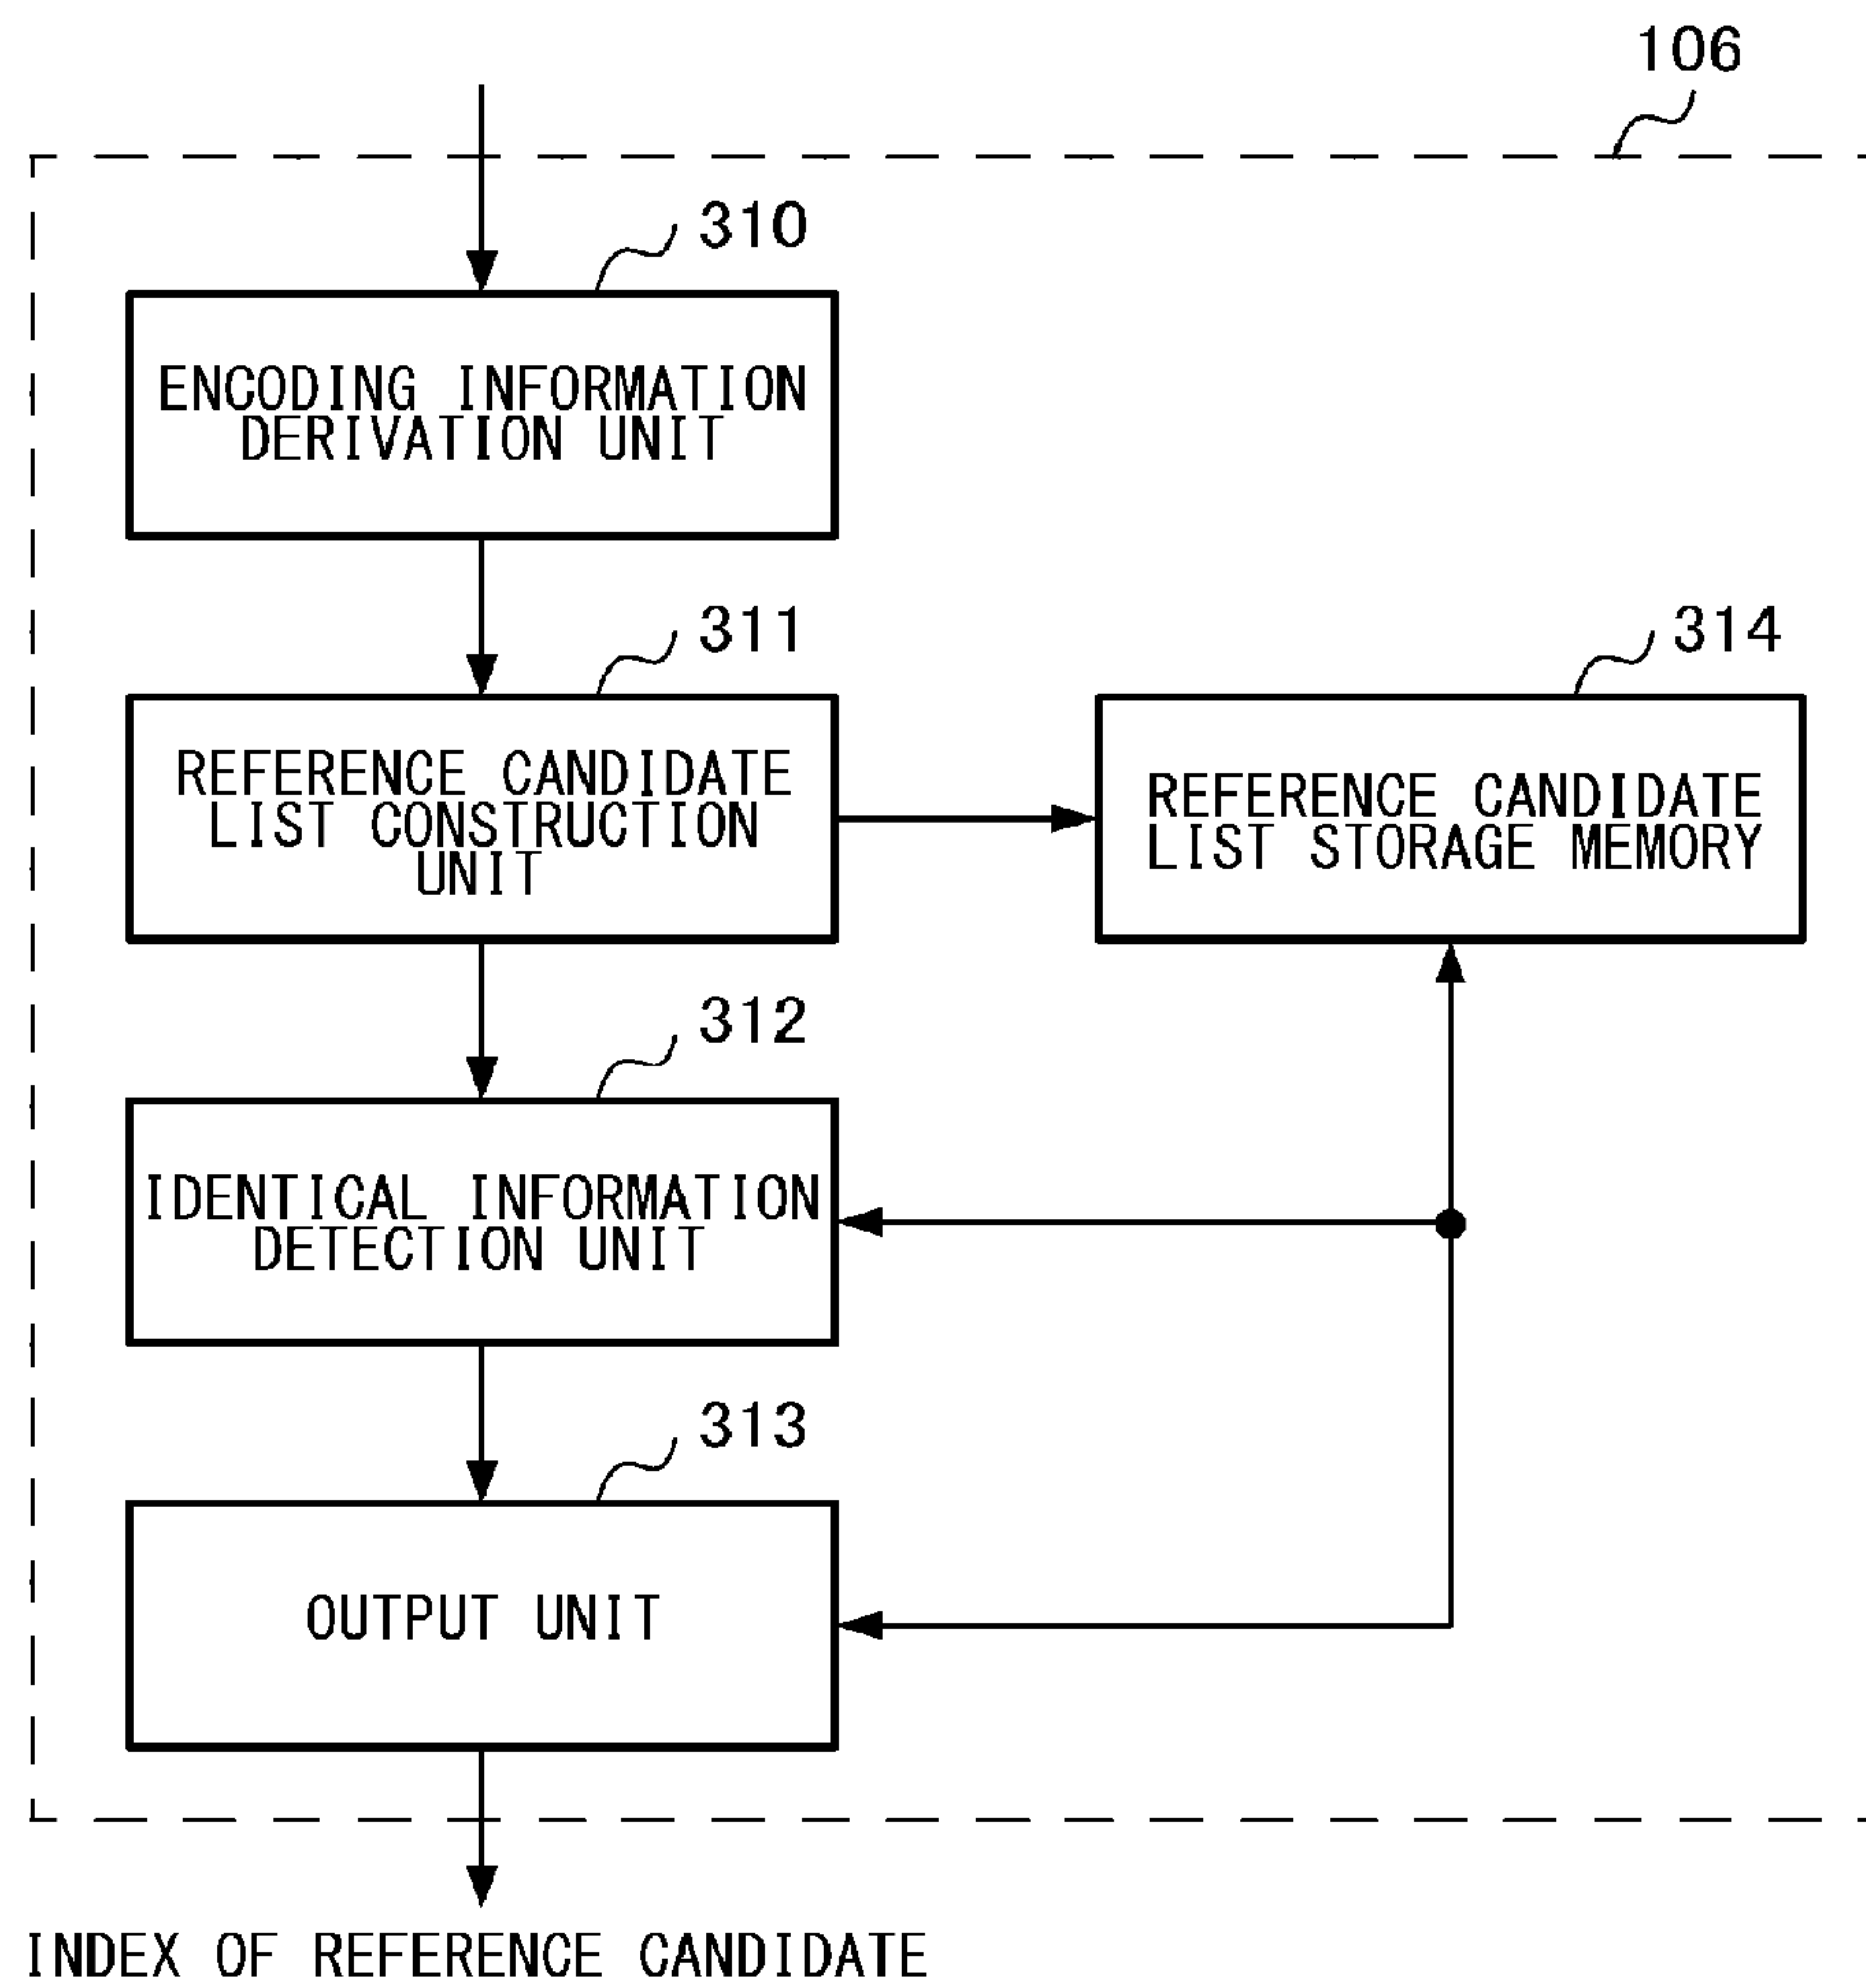 106
310
ENCODING INFORMATION
DERIVATION UNIT
311
REFERENCE CANDIDATE
LIST CONSTRUCTION
UNIT
314
REFERENCE CANDIDATE
LIST STORAGE MEMORY
312
IDENTICAL INFORMATION
DETECTION UNIT
313
OUTPUT UNIT
INDEX OF REFERENCE CANDIDATE